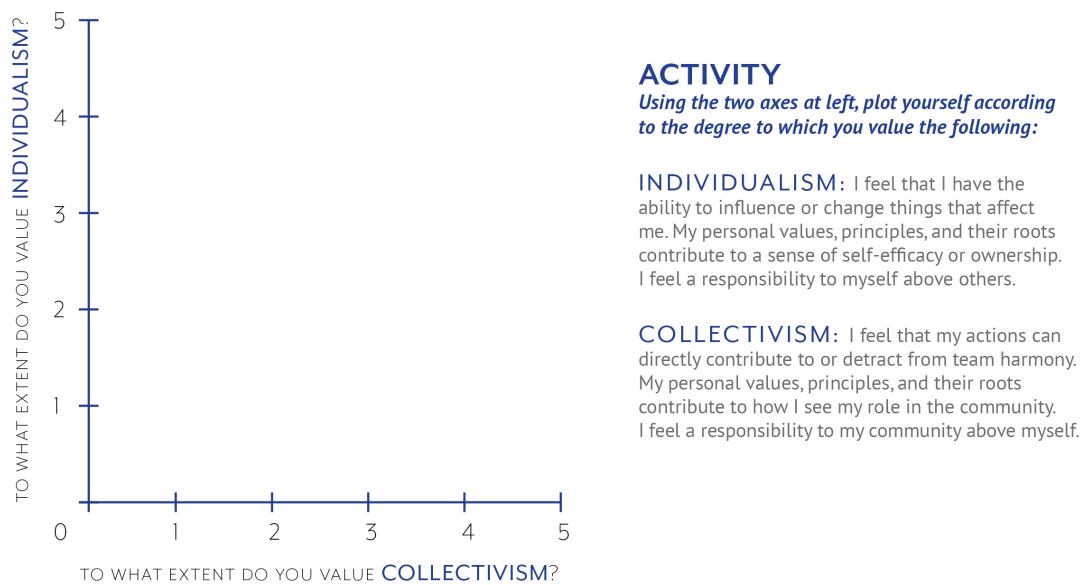 5
4
3
2
1
0
1
2
3
4
5
TO WHAT EXTENT DO YOU VALUE INDIVIDUALISM?
TO WHAT EXTENT DO YOU VALUE COLLECTIVISM?
ACTIVITY
Using the two axes at left, plot yourself according
to the degree to which you value the following:
INDIVIDUALISM: I feel that I have the
ability to influence or change things that affect
me. My personal values, principles, and their roots
contribute to a sense of self-efficacy or ownership.
I feel a responsibility to myself above others.
COLLECTIVISM: I feel that my actions can
directly contribute to or detract from team harmony.
My personal values, principles, and their roots
contribute to how I see my role in the community.
I feel a responsibility to my community above myself.